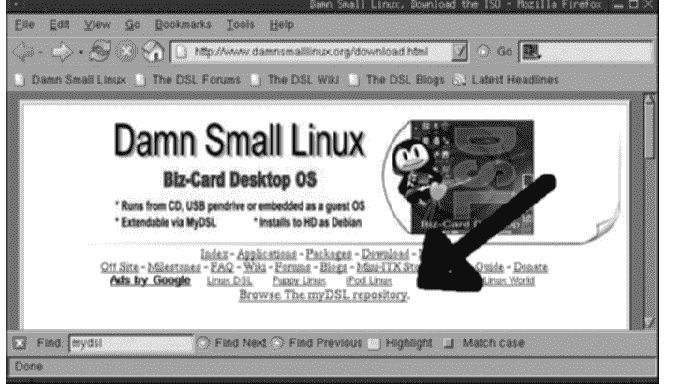 Damn Small Linux, Download the ISO - Mozilla Firefox
File Edit View Go Bookmarks Tools Help
http://www.damnsmalllinux.org/download.html Go
Damn Small Linux The DSL Forums The DSL Wiki The DSL Blogs Latest Headlines
Damn Small Linux
Biz-Card Desktop OS
* Runs from CD, USB pendrive or embedded as a guest OS
* Extendable via MyDSL * Installs to HD as Debian
DSL
Biz-Card Desktop
Index - Applications - Packages - Download -
Off Site - Milestones - FAQ - Wiki - Forums - Blogs - Mini-ITX Guide - Donate
Ads by Google Linux DSL Puppy Linux iPod Linux Linux World
Browse The myDSL repository.
Find: mydsl Find Next Find Previous Highlight Match case
Done